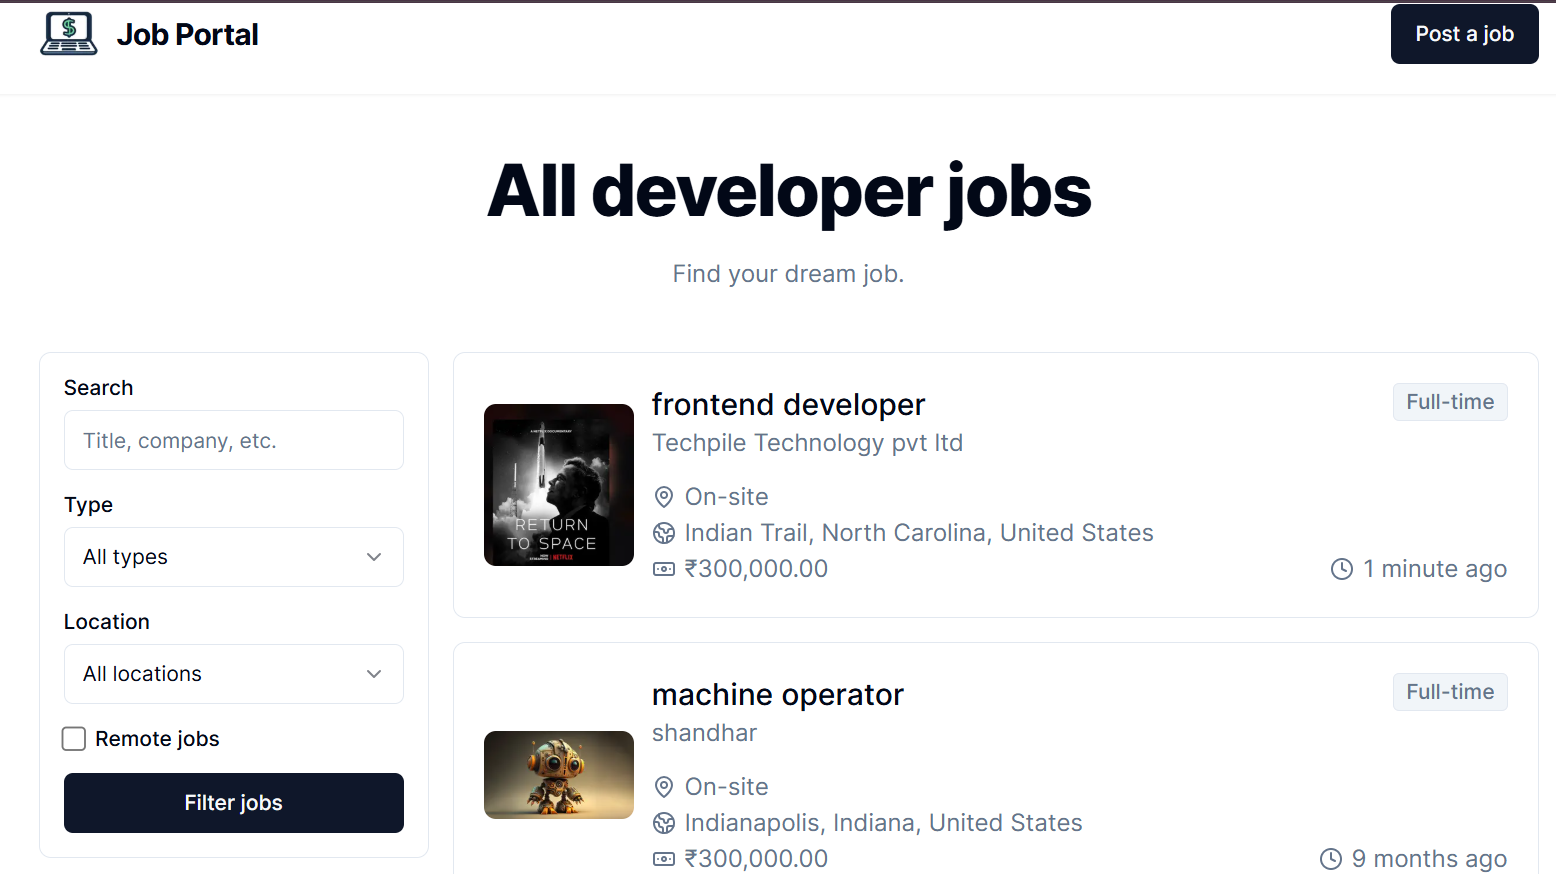 $
Job Portal
Post a job
All developer jobs
Find your dream job.
Search
Title, company, etc.
Type
All types
Location
All locations
Remote jobs
Filter jobs
frontend developer
Full-time
Techpile Technology pvt ltd
A NETFLIX DOCUMENTARY
RETURN
TO SPACE
NETFLIX
On-site
Indian Trail, North Carolina, United States
₹300,000.00
1 minute ago
machine operator
Full-time
shandhar
On-site
Indianapolis, Indiana, United States
₹300,000.00
9 months ago